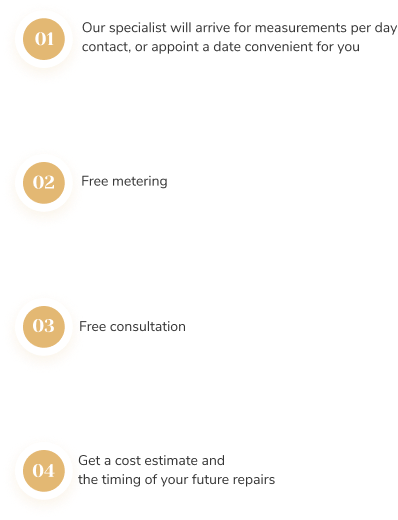 01
Our specialist will arrive for measurements per day
contact, or appoint a date convenient for you
02
Free metering
03
Free consultation
04
Get a cost estimate and
the timing of your future repairs